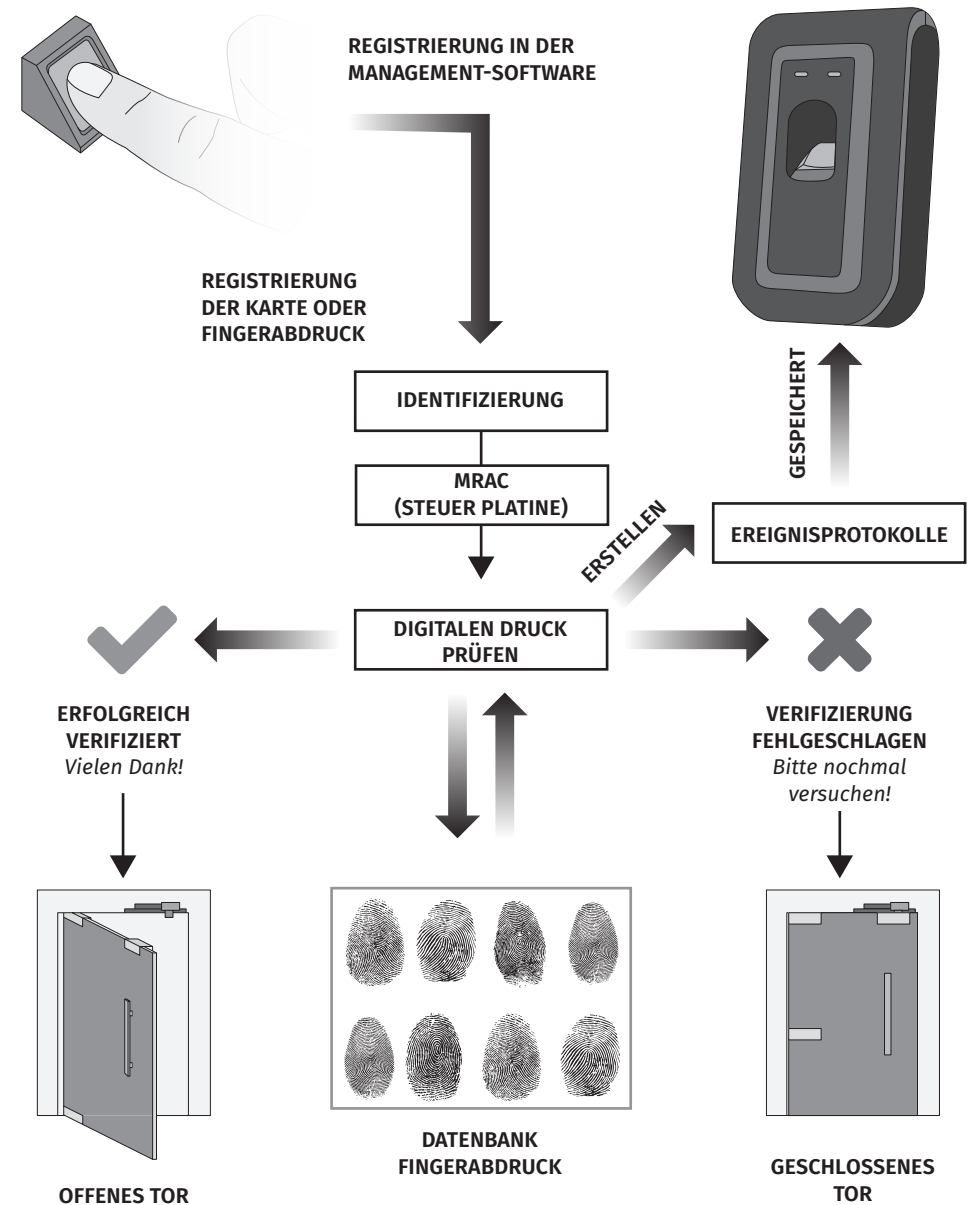 REGISTRIERUNG IN DER
MANAGEMENT-SOFTWARE
REGISTRIERUNG
DER KARTE ODER
FINGERABDRUCK
IDENTIFIZIERUNG
MRAC
(STEUER PLATINE)
GESPEICHERT
ERSTELLEN
EREIGNISPROTOKOLLE
DIGITALEN DRUCK
PRÜFEN
ERFOLGREICH
VERIFIZIERT
Vielen Dank!
VERIFIZIERUNG
FEHLGESCHLAGEN
Bitte nochmal
versuchen!
OFFENES TOR
DATENBANK
FINGERABDRUCK
GESCHLOSSENES
TOR